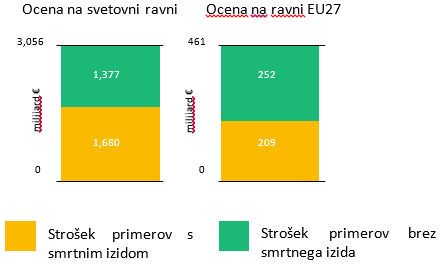 Ocena na svetovni ravni
Ocena na ravni EU27
3,056
milliard €
1,377
1,680
0
461
milliard €
252
209
0
Strošek primerov s
smrtnim izidom
Strošek primerov brez
smrtnega izida